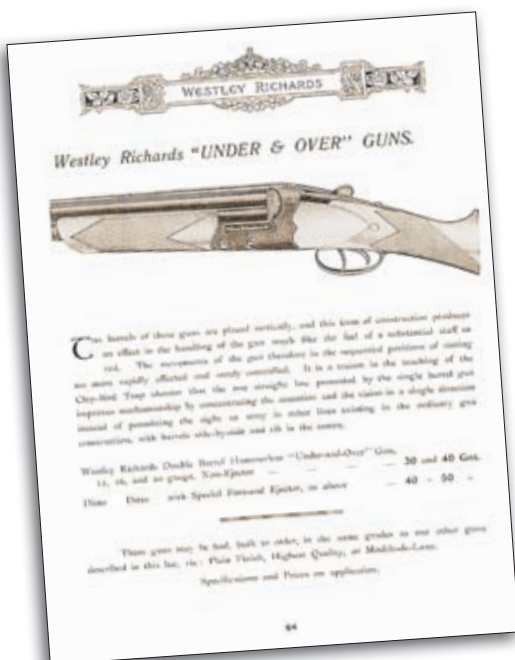 WESTLEY RICHARDS
Westley Richards "UNDER & OVER" GUNS.
The barrels of these guns are placed vertically, and this form of construction produces
an effect in the handling of the gun much like the feel of a substantial staff or
rod. The movements of the gun therefore in the sequential positions of
are more rapidly effected and easily controlled. It is a truism in the teaching of the
Clay-Bird Trap shooter that the one straight line presented by the single barrel gun
improves marksmanship by concentrating the attention and the vision in a single direction
instead of permitting the sight to stray to other lines existing in the ordinary gun
construction, with barrels side-by-side and rib in the centre.
Westley Richards Double Barrel Hammerless "Under-and-Over" Gun,
12, 16, and 20 gauge. Non-Ejector — — — — 30 and 40 Gns.
Ditto Ditto with Special Forward Ejector, as above — 40 - 50 -
These guns may be had, built to order, in the same grades as our other guns
described in this list, viz: Plain Finish, Highest Quality, or Modèle-de-Luxe.
Specifications and Prices on application.
64